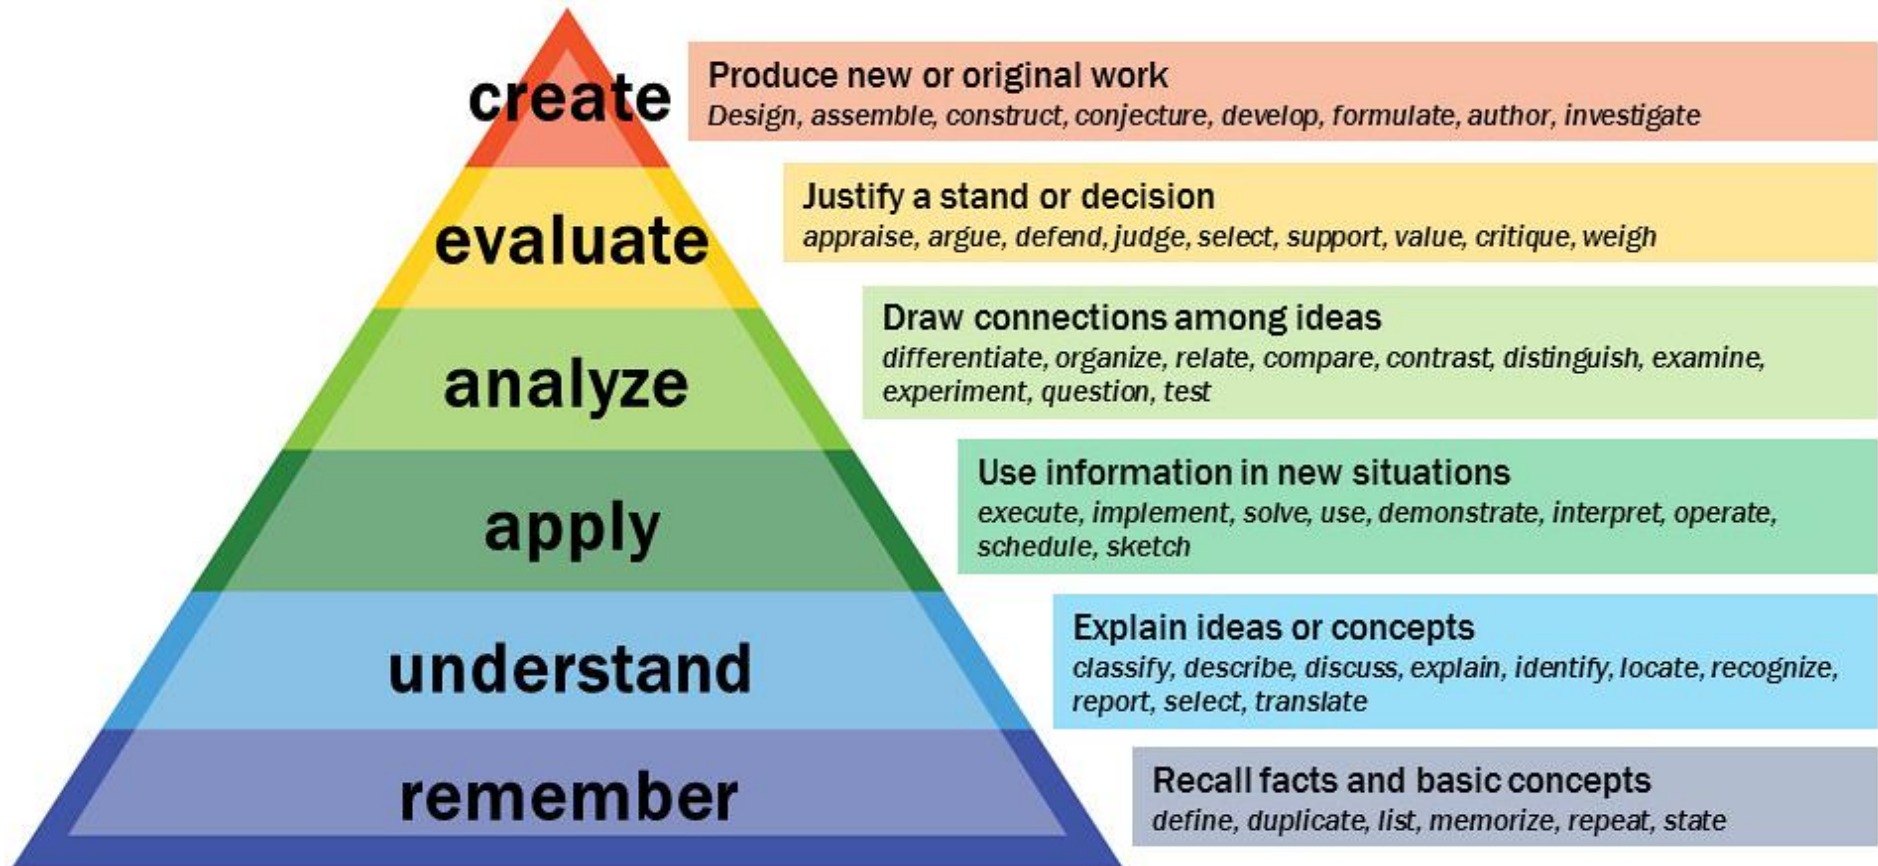 create
Produce new or original work
Design, assemble, construct, conjecture, develop, formulate, author, investigate
evaluate
Justify a stand or decision
appraise, argue, defend, judge, select, support, value, critique, weigh
analyze
Draw connections among ideas
differentiate, organize, relate, compare, contrast, distinguish, examine,
experiment, question, test
apply
Use information in new situations
execute, implement, solve, use, demonstrate, interpret, operate,
schedule, sketch
understand
Explain ideas or concepts
classify, describe, discuss, explain, identify, locate, recognize,
report, select, translate
remember
Recall facts and basic concepts
define, duplicate, list, memorize, repeat, state